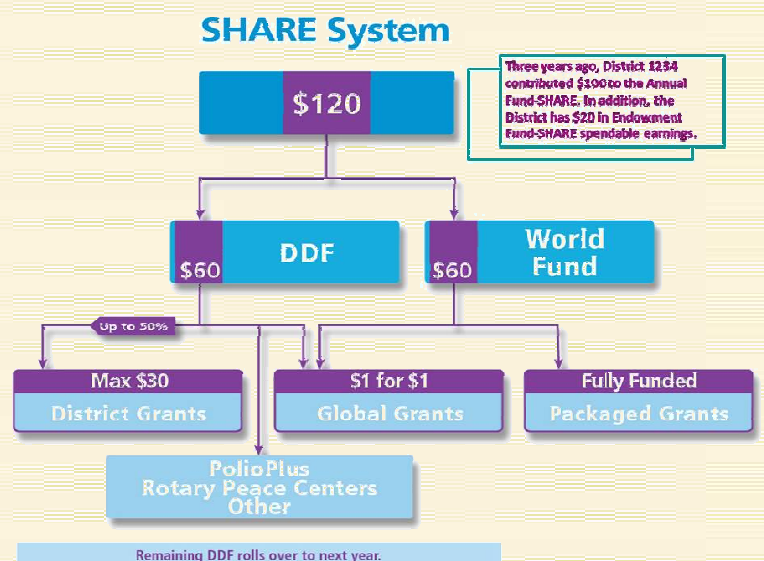 SHARE System
$120
Three years ago, District 1234
contributed $100 to the Annual
Fund-SHARE. In addition, the
District has $20 in Endowment
Fund-SHARE spendable earnings.
$60
DDF
$60
World
Fund
Up to 50%
Max $30
District Grants
$1 for $1
Global Grants
Fully Funded
Packaged Grants
PolioPlus
Rotary Peace Centers
Other
Remaining DDF rolls over to next year.